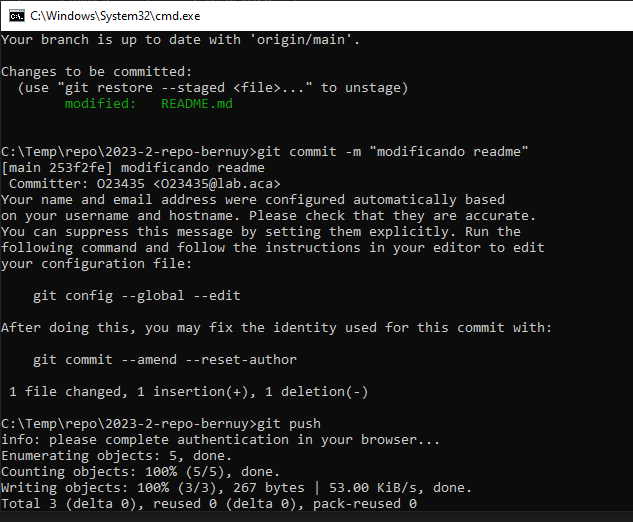 C:\Windows\System32\cmd.exe
Your branch is up to date with 'origin/main'.
Changes to be committed:
  (use "git restore --staged <file>..." to unstage)
        modified:   README.md
C:\Temp\repo\2023-2-repo-bernuy>git commit -m "modificando readme"
[main 253f2fe] modificando readme
 Committer: O23435 <O23435@lab.aca>
Your name and email address were configured automatically based
on your username and hostname. Please check that they are accurate.
You can suppress this message by setting them explicitly. Run the
following command and follow the instructions in your editor to edit
your configuration file:
    git config --global --edit
After doing this, you may fix the identity used for this commit with:
    git commit --amend --reset-author
 1 file changed, 1 insertion(+), 1 deletion(-)
C:\Temp\repo\2023-2-repo-bernuy>git push
info: please complete authentication in your browser...
Enumerating objects: 5, done.
Counting objects: 100% (5/5), done.
Writing objects: 100% (3/3), 267 bytes | 53.00 KiB/s, done.
Total 3 (delta 0), reused 0 (delta 0), pack-reused 0